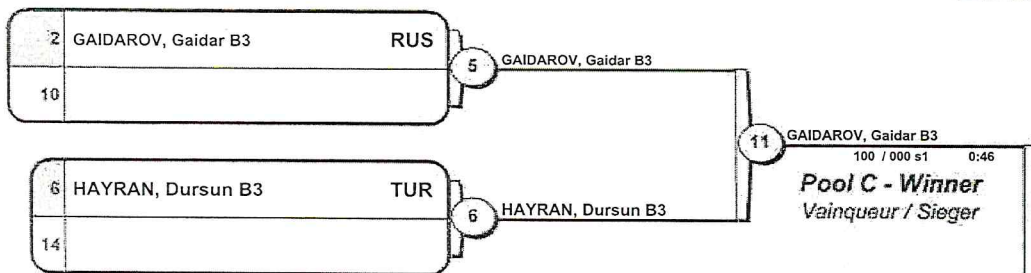 2 GAIDAROV, Gaidar B3 RUS
10
5 GAIDAROV, Gaidar B3
6 HAYRAN, Dursun B3 TUR
14
6 HAYRAN, Dursun B3
11 GAIDAROV, Gaidar B3
100 / 000 s1 0:46
Pool C - Winner
Vainqueur / Sieger